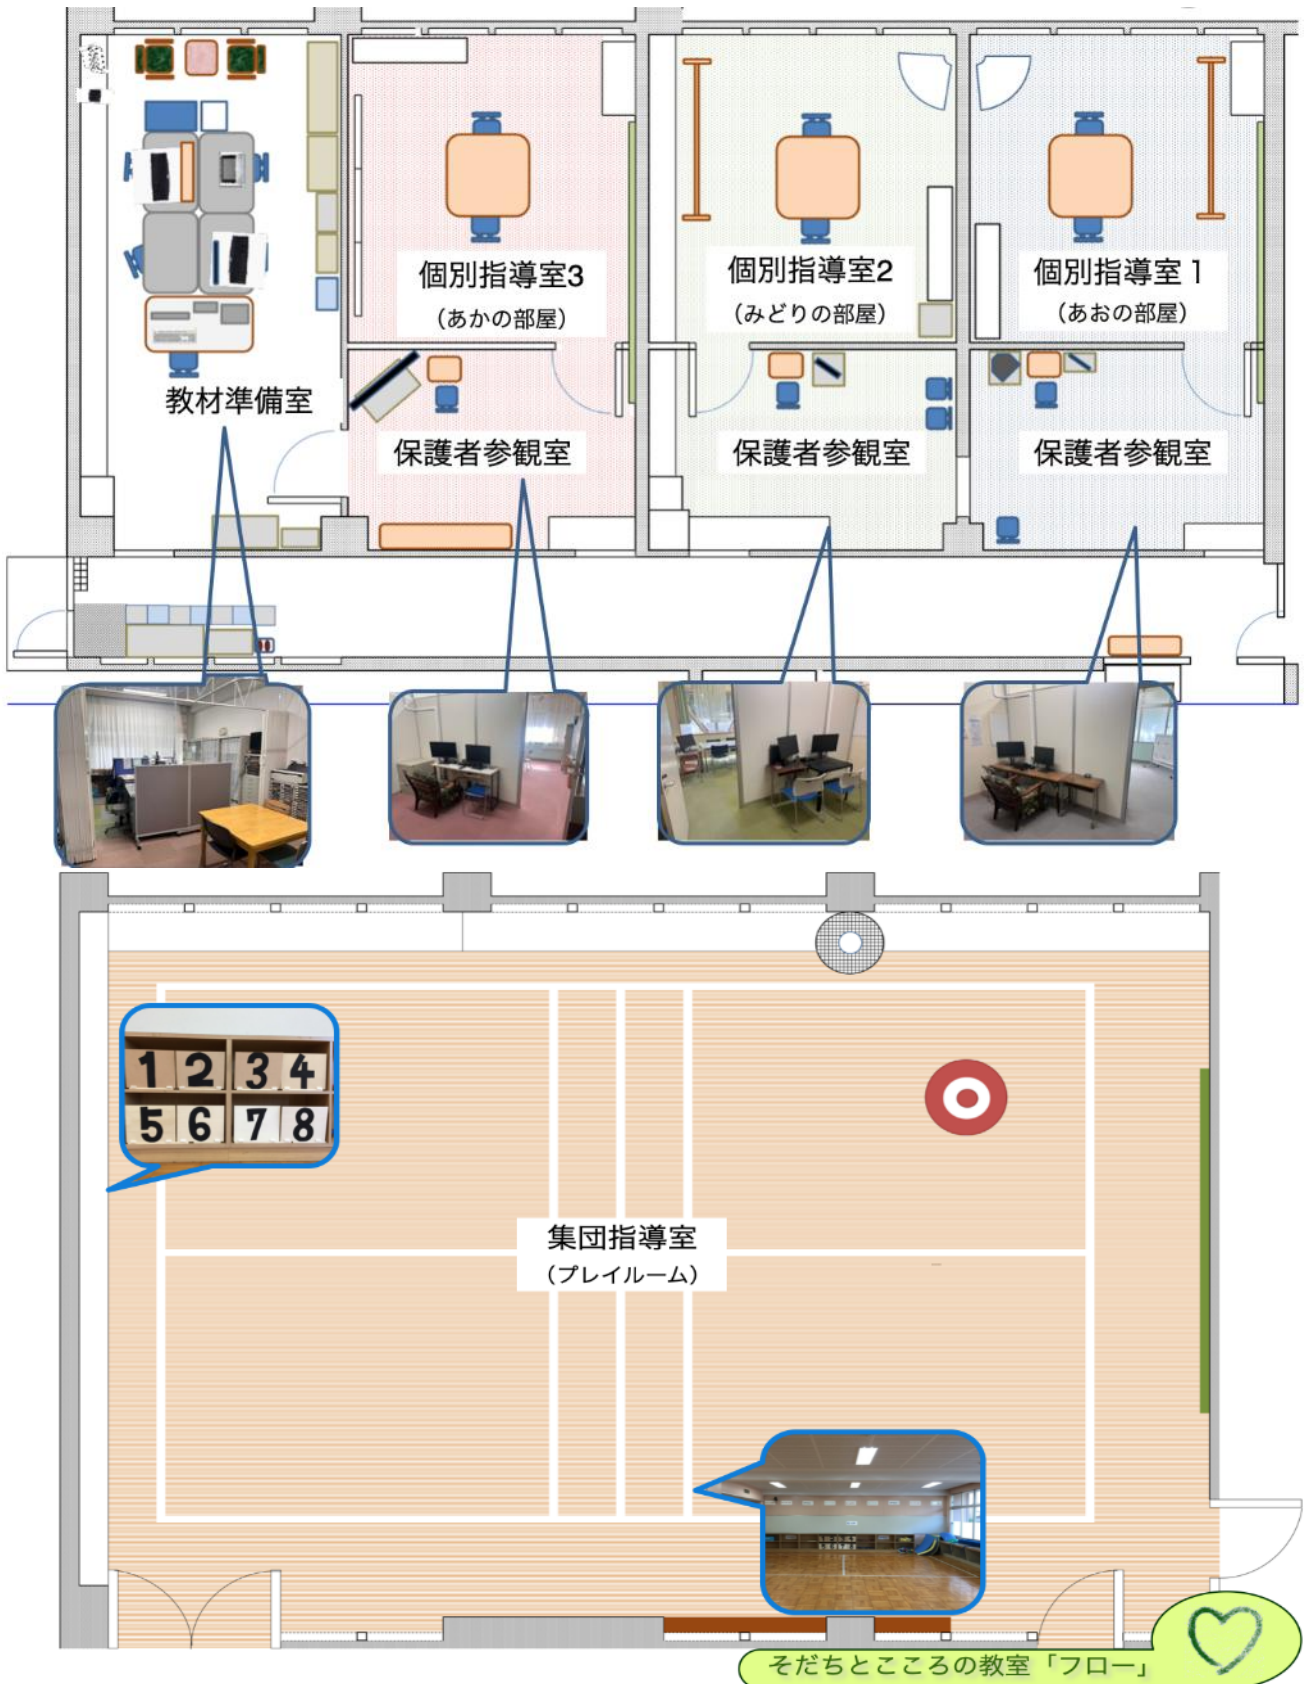 個別指導室3
（あかの部屋）
個別指導室2
（みどりの部屋）
個別指導室1
（あおの部屋）
教材準備室
保護者参観室
保護者参観室
保護者参観室
1 2 3 4
5 6 7 8
集団指導室
（プレイルーム）
そだちとこころの教室「フロー」